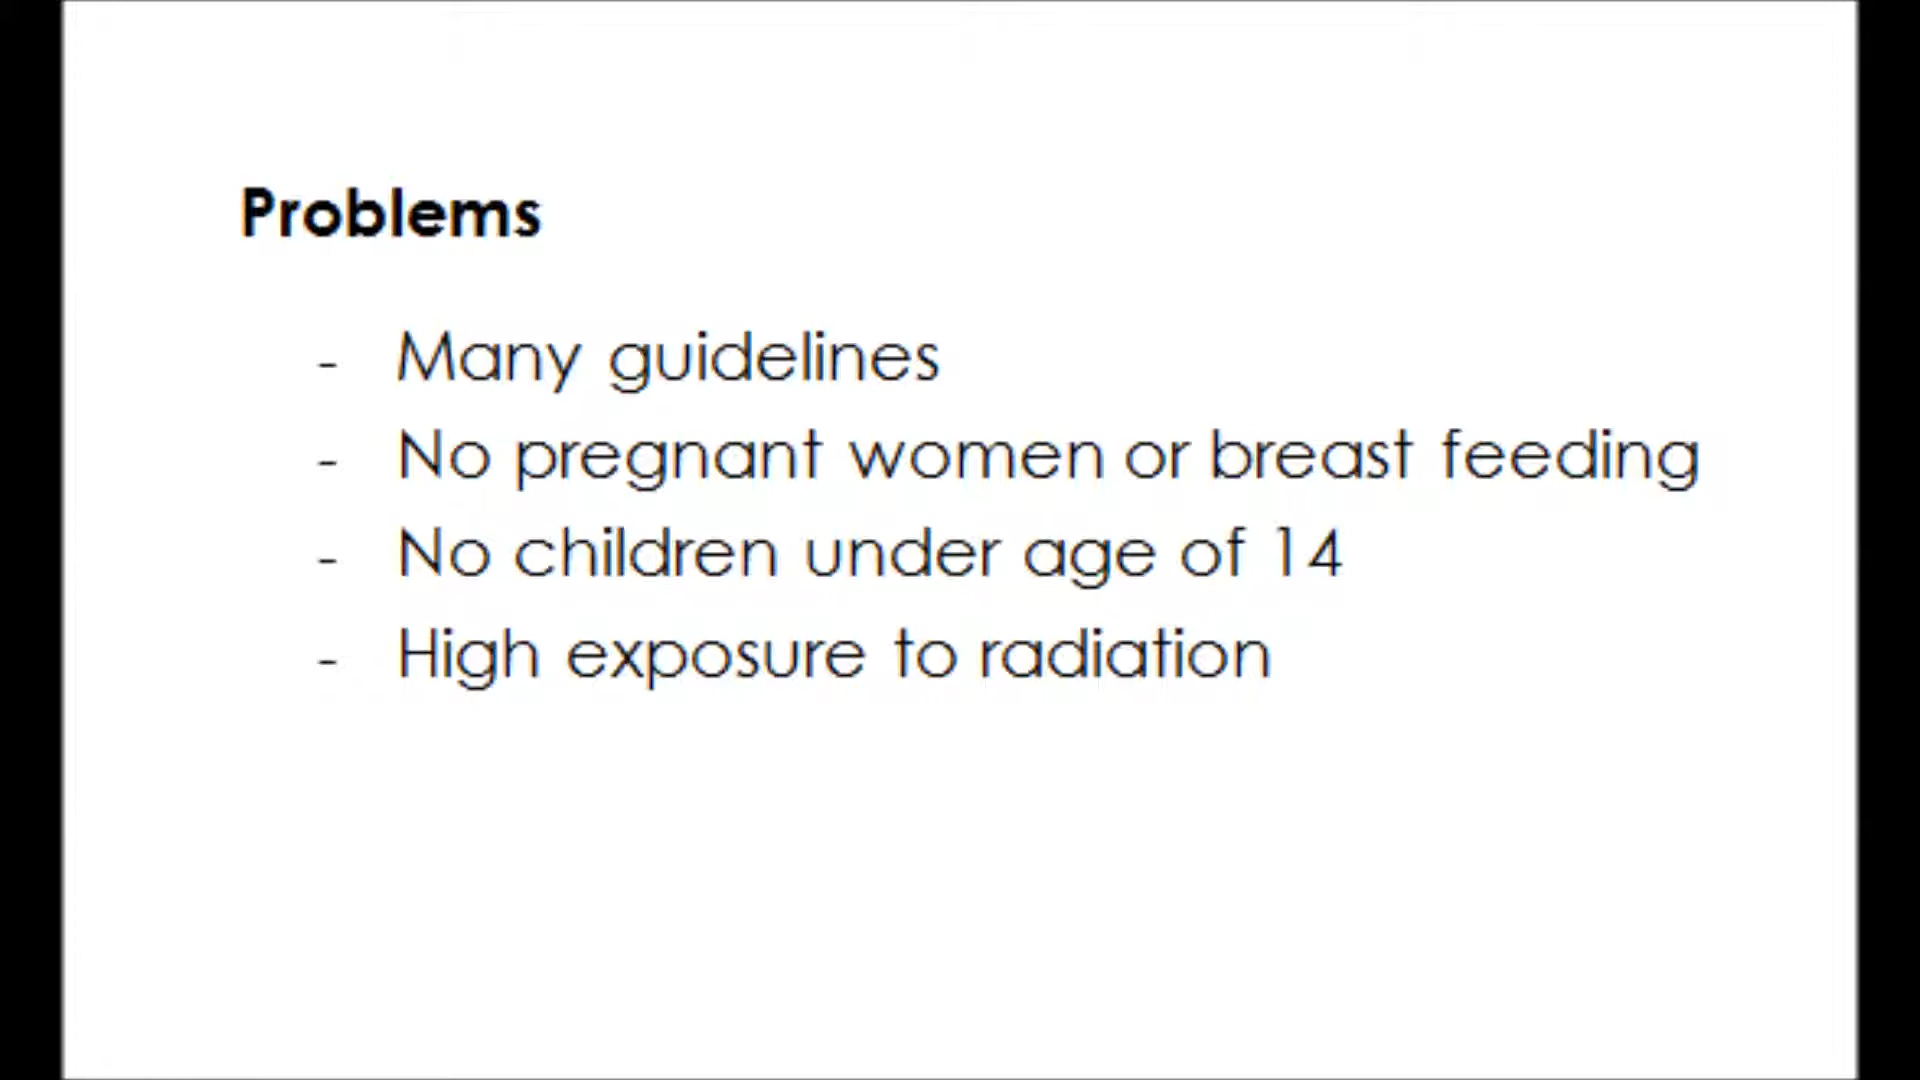 Problems
- Many guidelines
- No pregnant women or breast feeding
- No children under age of 14
- High exposure to radiation